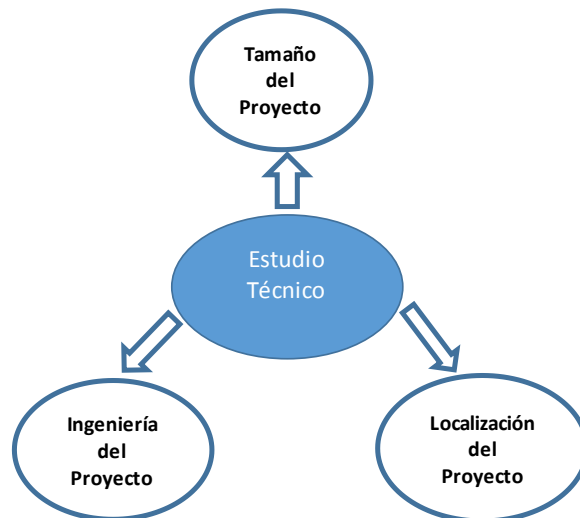 Tamaño
del
Proyecto
Estudio
Técnico
Ingeniería
del
Proyecto
Localización
del
Proyecto